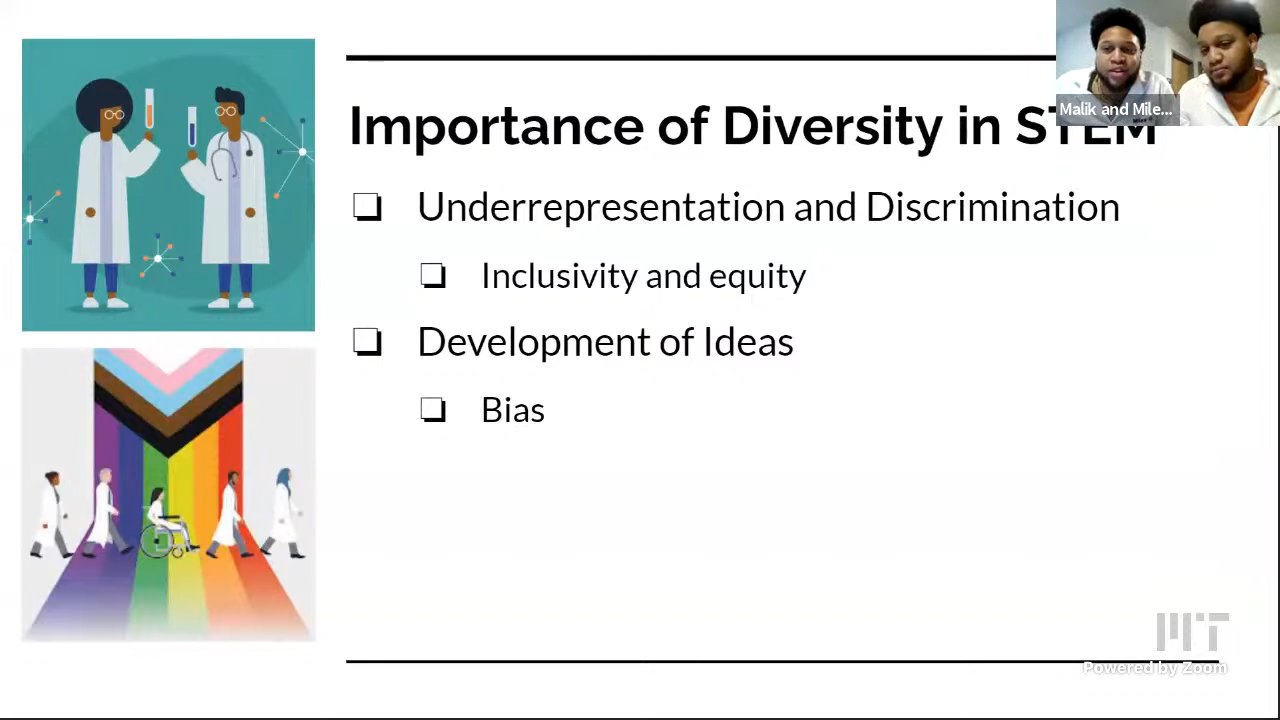 Malik and Mile...
Importance of Diversity in STEM
❏ Underrepresentation and Discrimination
❏ Inclusivity and equity
❏ Development of Ideas
❏ Bias
MIT
Powered by Zoom